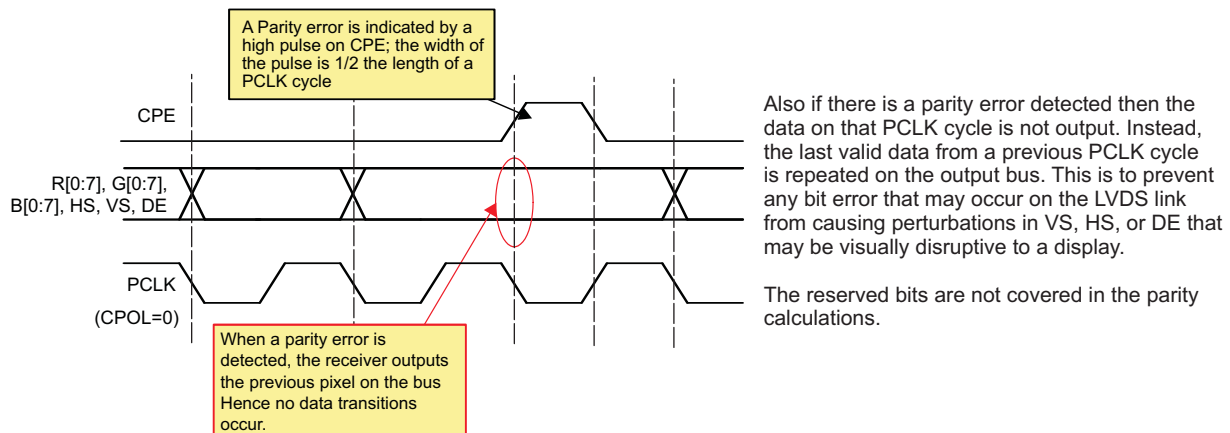 A Parity error is indicated by a
high pulse on CPE; the width of
the pulse is 1/2 the length of a
PCLK cycle
CPE
R[0:7], G[0:7],
B[0:7], HS, VS, DE
PCLK
(CPOL=0)
When a parity error is
detected, the receiver outputs
the previous pixel on the bus
Hence no data transitions
occur.
Also if there is a parity error detected then the
data on that PCLK cycle is not output. Instead,
the last valid data from a previous PCLK cycle
is repeated on the output bus. This is to prevent
any bit error that may occur on the LVDS link
from causing perturbations in VS, HS, or DE that
may be visually disruptive to a display.
The reserved bits are not covered in the parity
calculations.